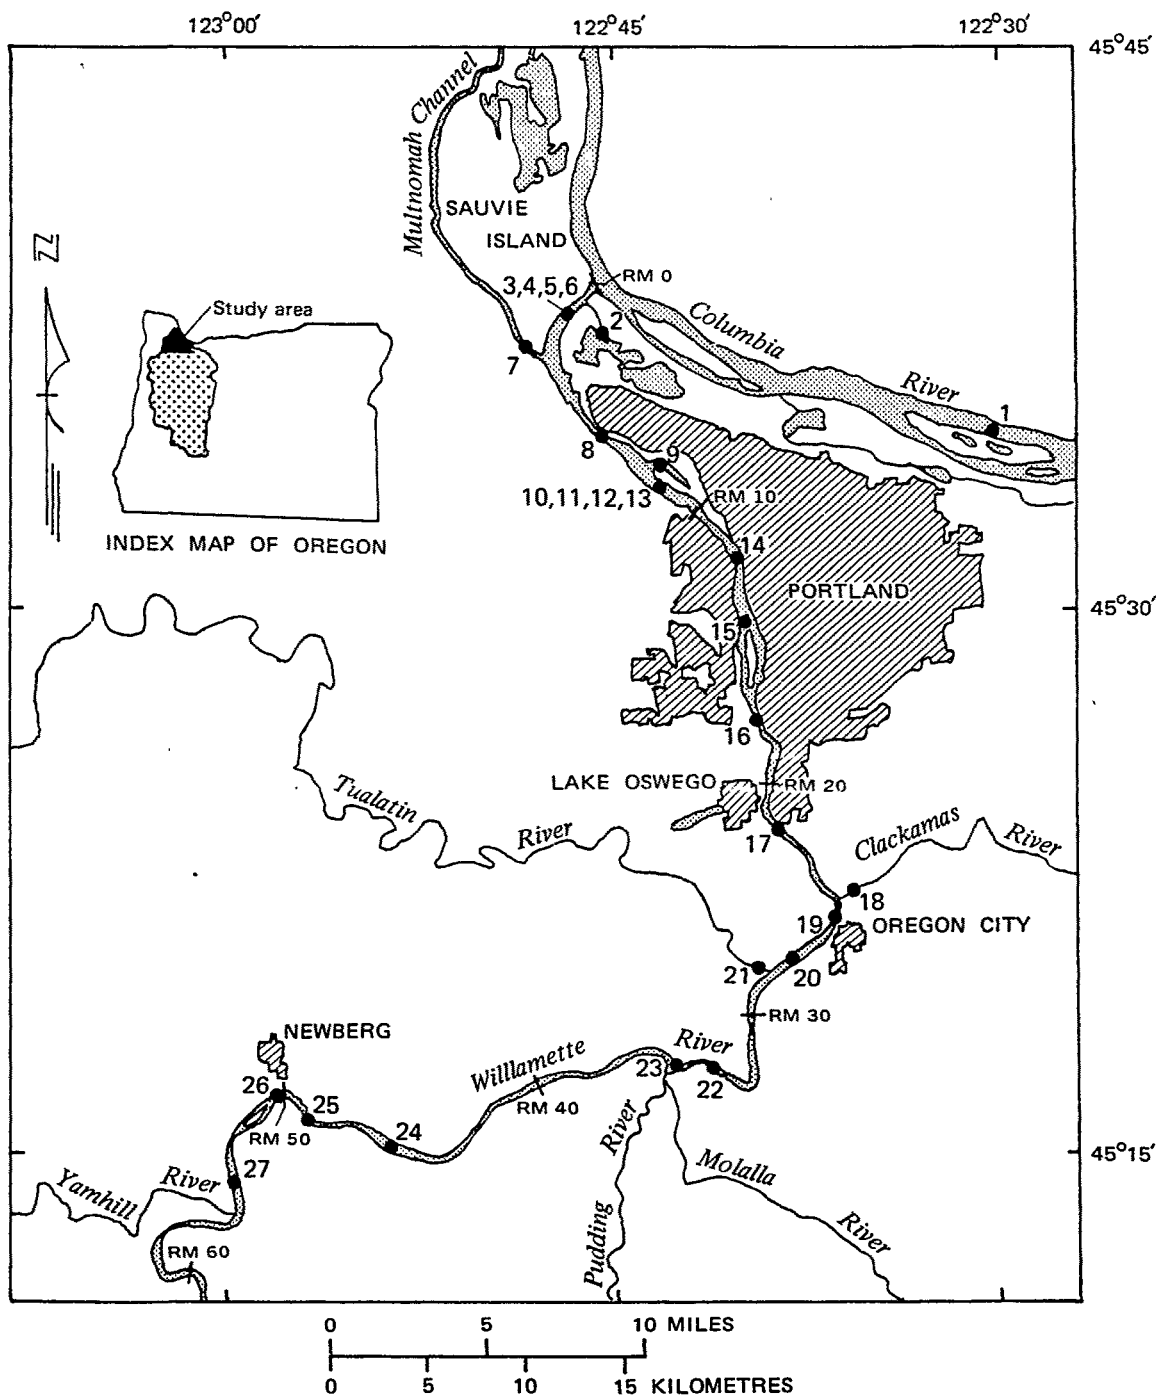 123°00′ 122°45′ 122°30′
45°45′
Multnomah Channel
SAUVIE
ISLAND
RM 0
3,4,5,6
2
7
Columbia
River
1
Study area
INDEX MAP OF OREGON
8
9
10,11,12,13
RM 10
14
PORTLAND
45°30′
15
16
LAKE OSWEGO
RM 20
17
Tualatin
River
Clackamas
River
18
19
OREGON CITY
20
21
RM 30
NEWBERG
Willlamette
River
23
22
26
25
RM 50
24
RM 40
45°15′
27
Yamhill
River
RM 60
Pudding
River
Molalla
River
0 5 10 MILES
0 5 10 15 KILOMETRES